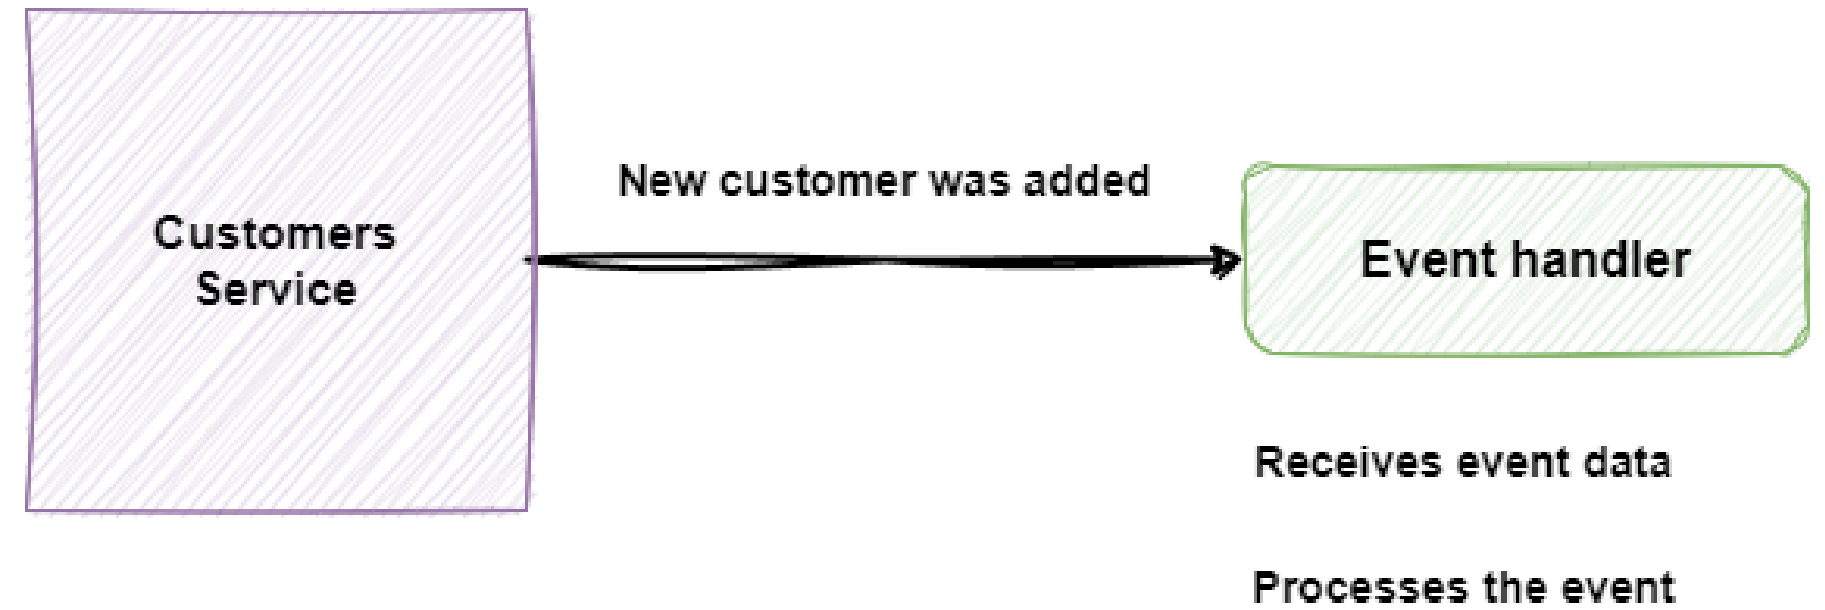 Customers
Service
New customer was added
Event handler
Receives event data
Processes the event